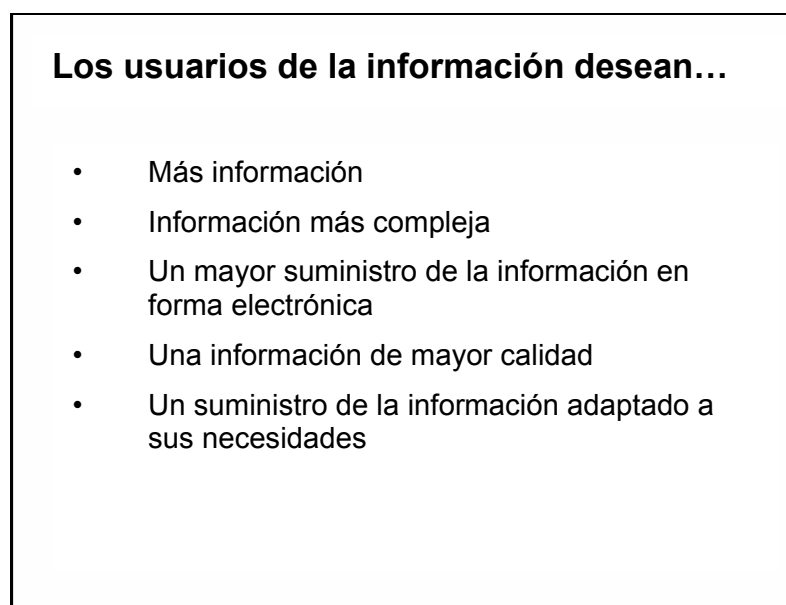 Los usuarios de la información desean…
• Más información
• Información más compleja
• Un mayor suministro de la información en
forma electrónica
• Una información de mayor calidad
• Un suministro de la información adaptado a
sus necesidades